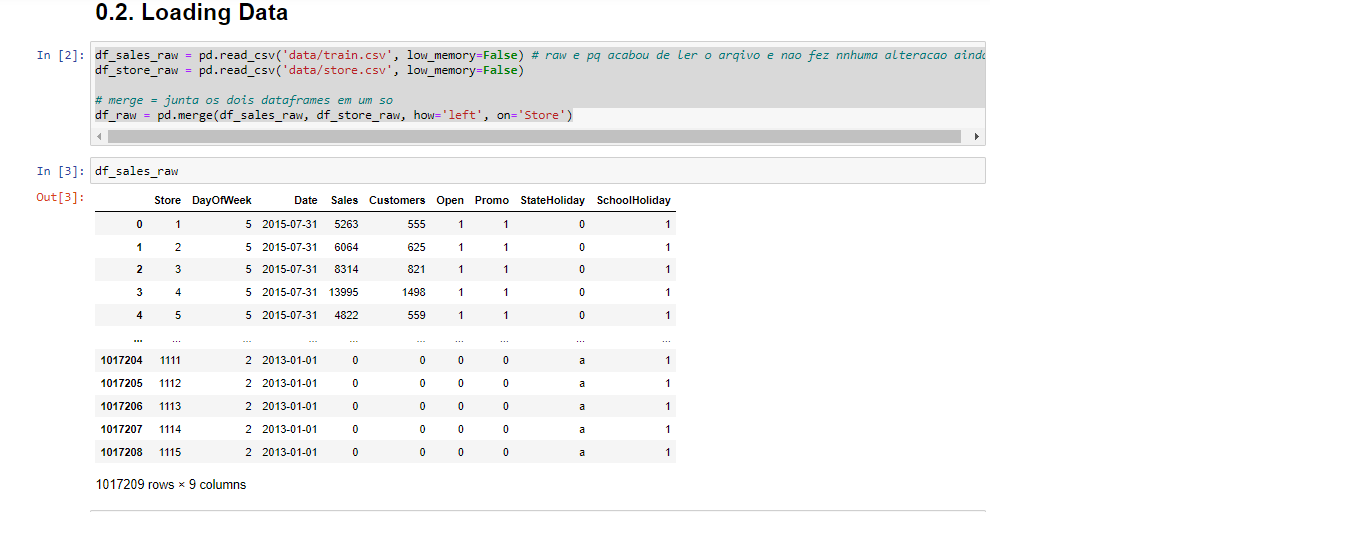 0.2. Loading Data
In [2]: df_sales_raw = pd.read_csv('data/train.csv', low_memory=False) # raw e pq acabou de ler o arqivo e nao fez nnhuma alteracao ainda
df_store_raw = pd.read_csv('data/store.csv', low_memory=False)
# merge = junta os dois dataframes em um so
df_raw = pd.merge(df_sales_raw, df_store_raw, how='left', on='Store')
In [3]: df_sales_raw
Out[3]:
Store DayOfWeek Date Sales Customers Open Promo StateHoliday SchoolHoliday
0 1 5 2015-07-31 5263 555 1 1 0 1
1 2 5 2015-07-31 6064 625 1 1 0 1
2 3 5 2015-07-31 8314 821 1 1 0 1
3 4 5 2015-07-31 13995 1498 1 1 0 1
4 5 5 2015-07-31 4822 559 1 1 0 1
... ... ... ... ... ... ... ... ... ...
1017204 1111 2 2013-01-01 0 0 0 0 a 1
1017205 1112 2 2013-01-01 0 0 0 0 a 1
1017206 1113 2 2013-01-01 0 0 0 0 a 1
1017207 1114 2 2013-01-01 0 0 0 0 a 1
1017208 1115 2 2013-01-01 0 0 0 0 a 1
1017209 rows × 9 columns